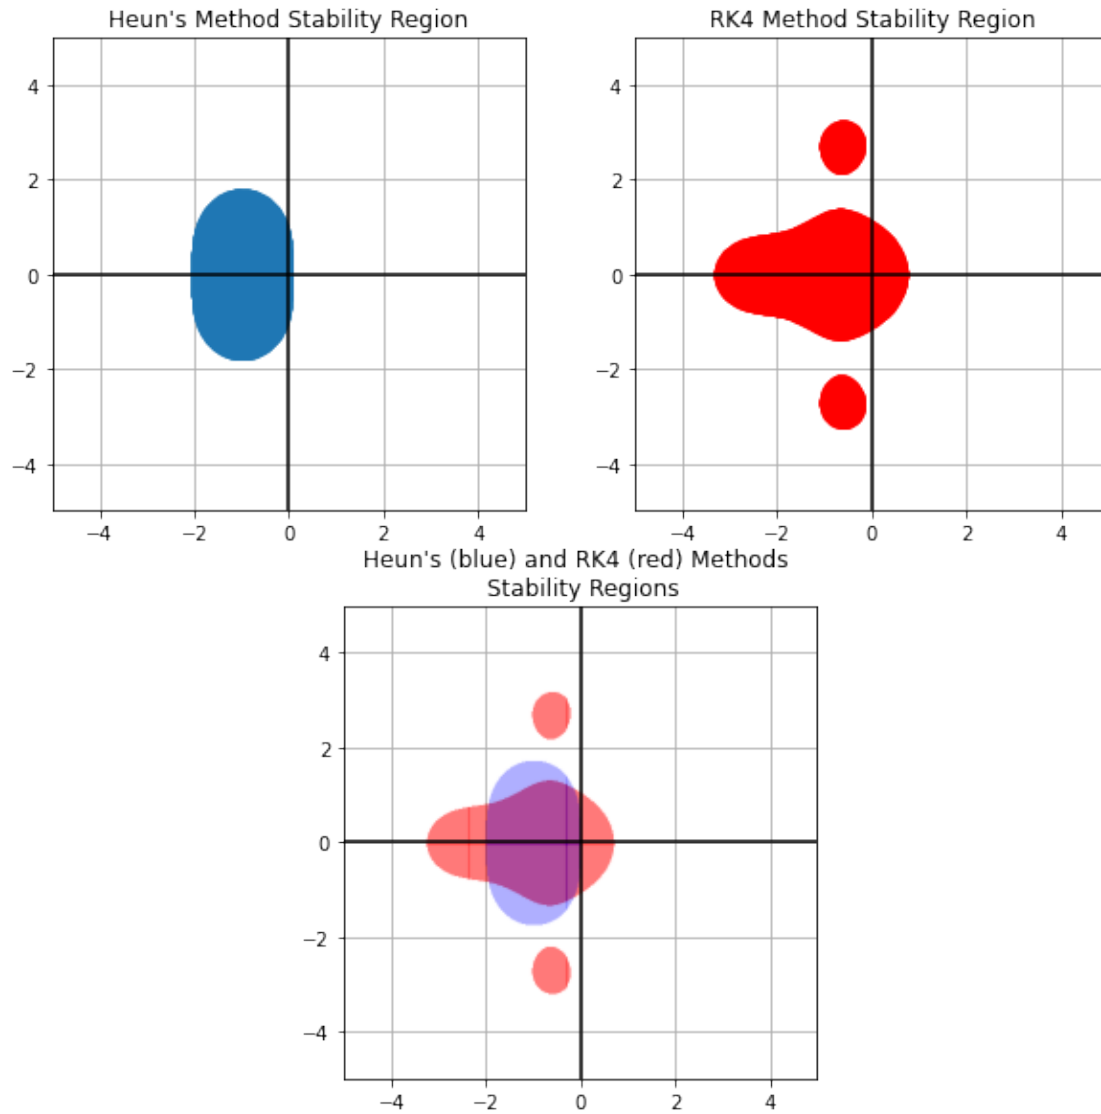 Heun's Method Stability Region
4
2
0
−2
−4
−4 −2 0 2 4
RK4 Method Stability Region
4
2
0
−2
−4
−4 −2 0 2 4
Heun's (blue) and RK4 (red) Methods
Stability Regions
4
2
0
−2
−4
−4 −2 0 2 4